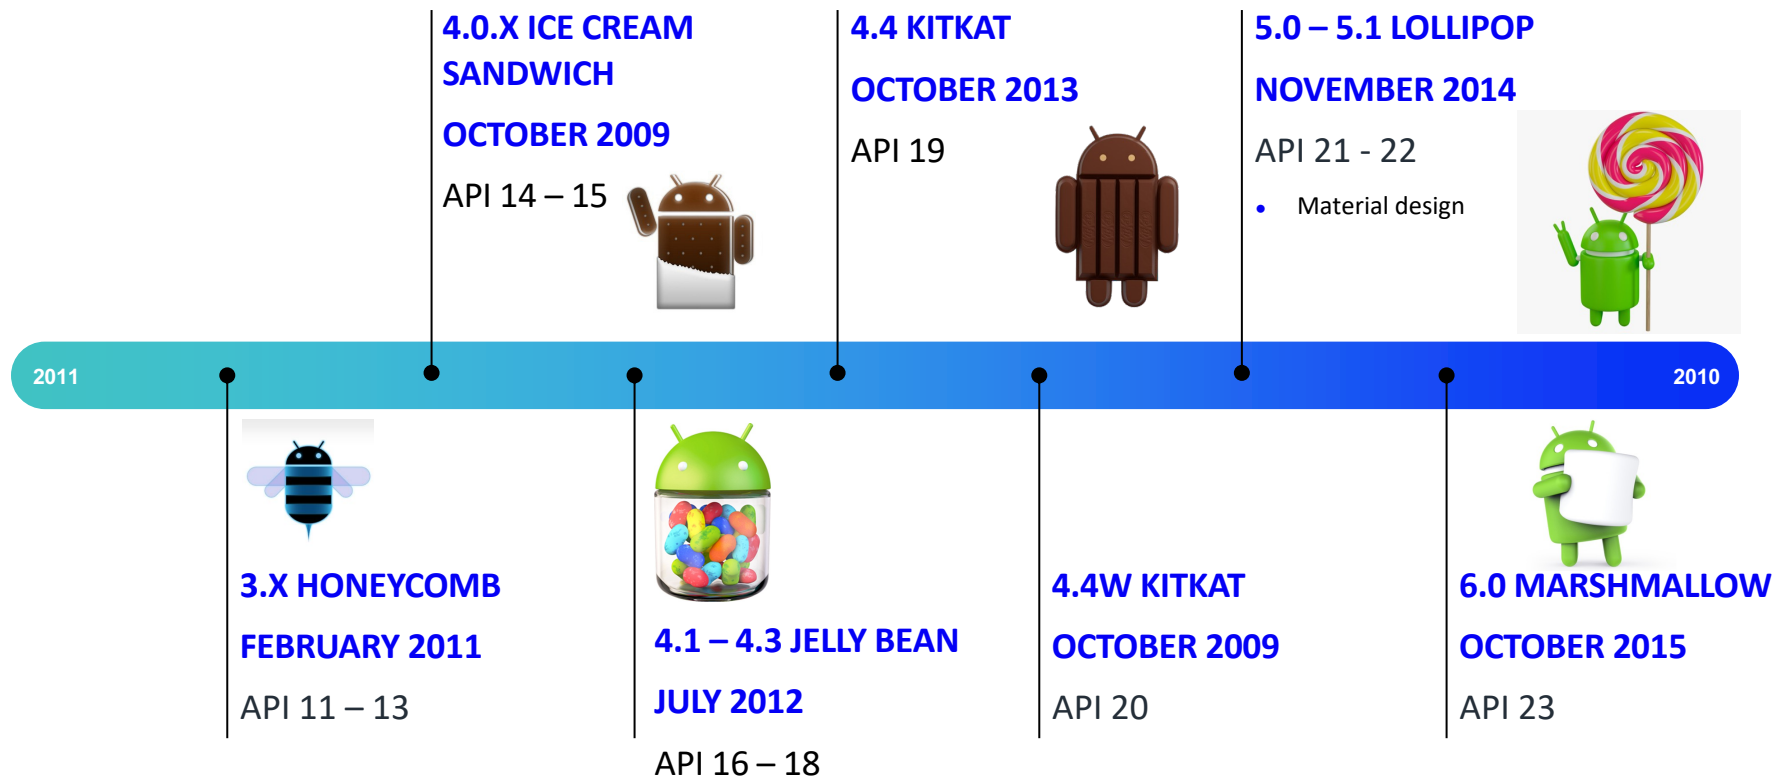 4.0.X ICE CREAM
SANDWICH
OCTOBER 2009
API 14 – 15
4.4 KITKAT
OCTOBER 2013
API 19
5.0 – 5.1 LOLLIPOP
NOVEMBER 2014
API 21 - 22
• Material design
2011
2010
3.X HONEYCOMB
FEBRUARY 2011
API 11 – 13
4.1 – 4.3 JELLY BEAN
JULY 2012
API 16 – 18
4.4W KITKAT
OCTOBER 2009
API 20
6.0 MARSHMALLOW
OCTOBER 2015
API 23